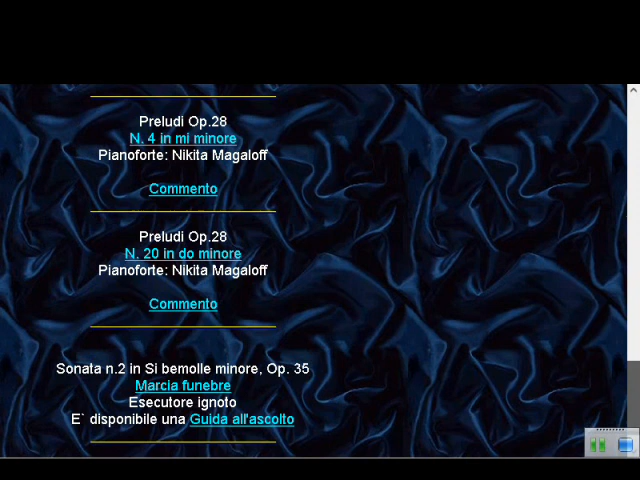 Preludi Op.28
N. 4 in mi minore
Pianoforte: Nikita Magaloff
Commento
Preludi Op.28
N. 20 in do minore
Pianoforte: Nikita Magaloff
Commento
Sonata n.2 in Si bemolle minore, Op. 35
Marcia funebre
Esecutore ignoto
E` disponibile una Guida all'ascolto